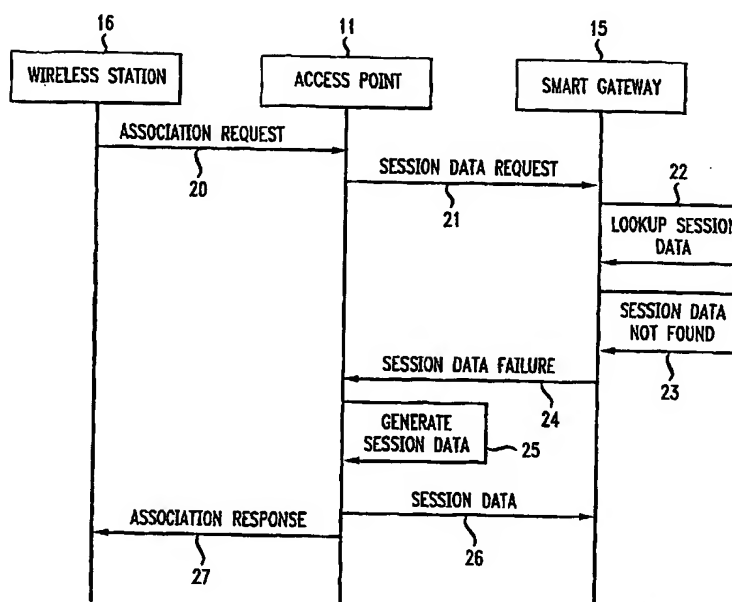 16
11
15
WIRELESS STATION
ACCESS POINT
SMART GATEWAY
ASSOCIATION REQUEST
20
SESSION DATA REQUEST
21
22
LOOKUP SESSION
DATA
SESSION DATA
NOT FOUND
23
SESSION DATA FAILURE
24
GENERATE
SESSION DATA
25
SESSION DATA
26
ASSOCIATION RESPONSE
27